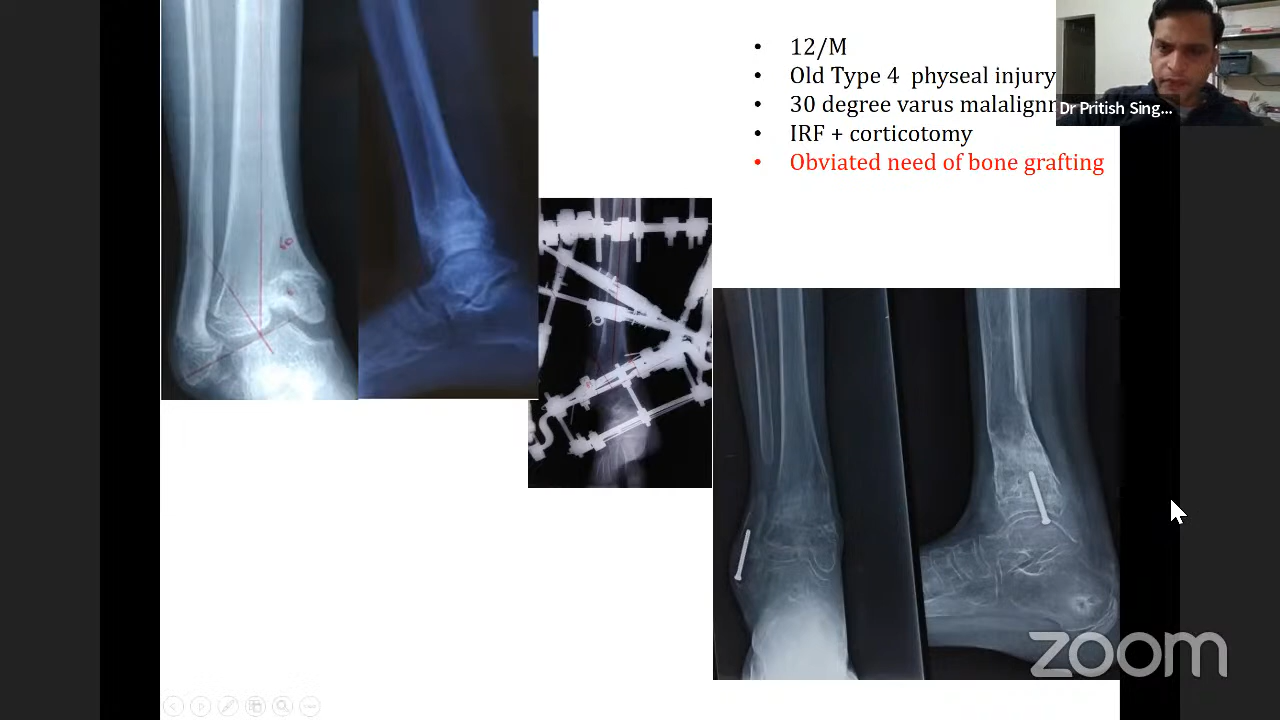 12/M
Old Type 4 physeal injury
30 degree varus
IRF + corticotomy
Obviated need of bone grafting
Dr Pritish Sing...
zoom